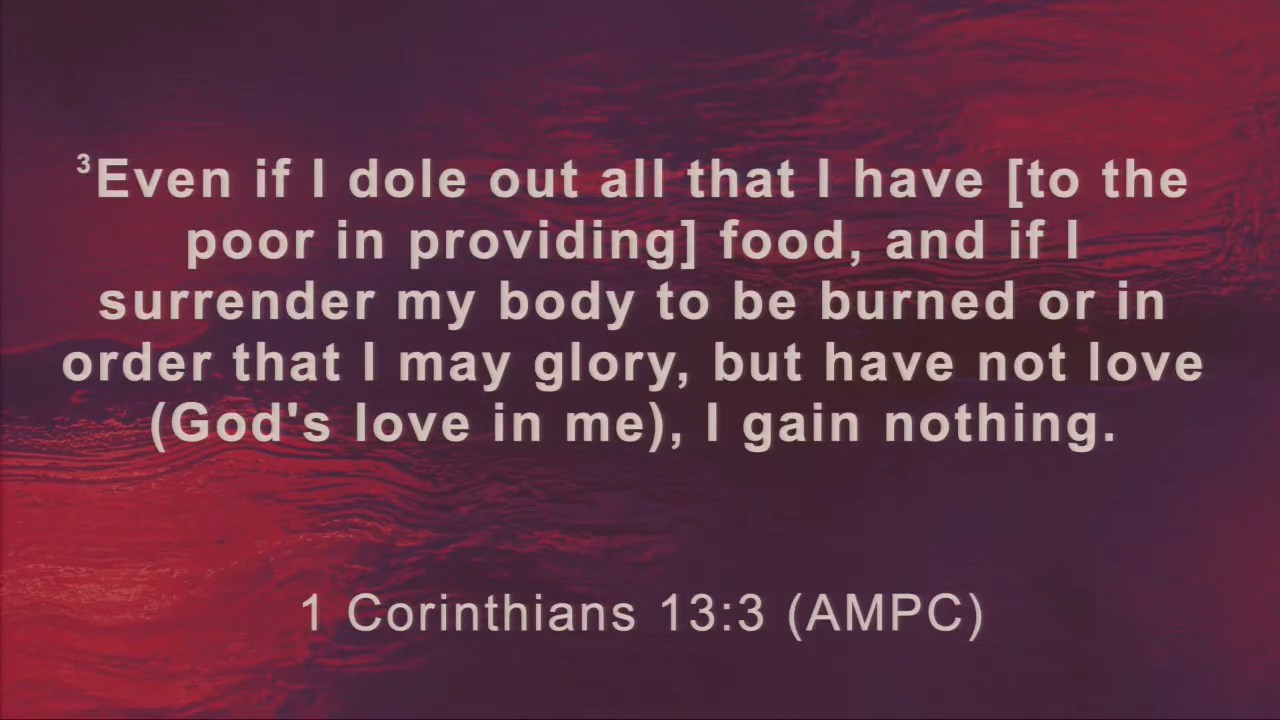 ³Even if I dole out all that I have [to the
poor in providing] food, and if I
surrender my body to be burned or in
order that I may glory, but have not love
(God's love in me), I gain nothing.
1 Corinthians 13:3 (AMPC)